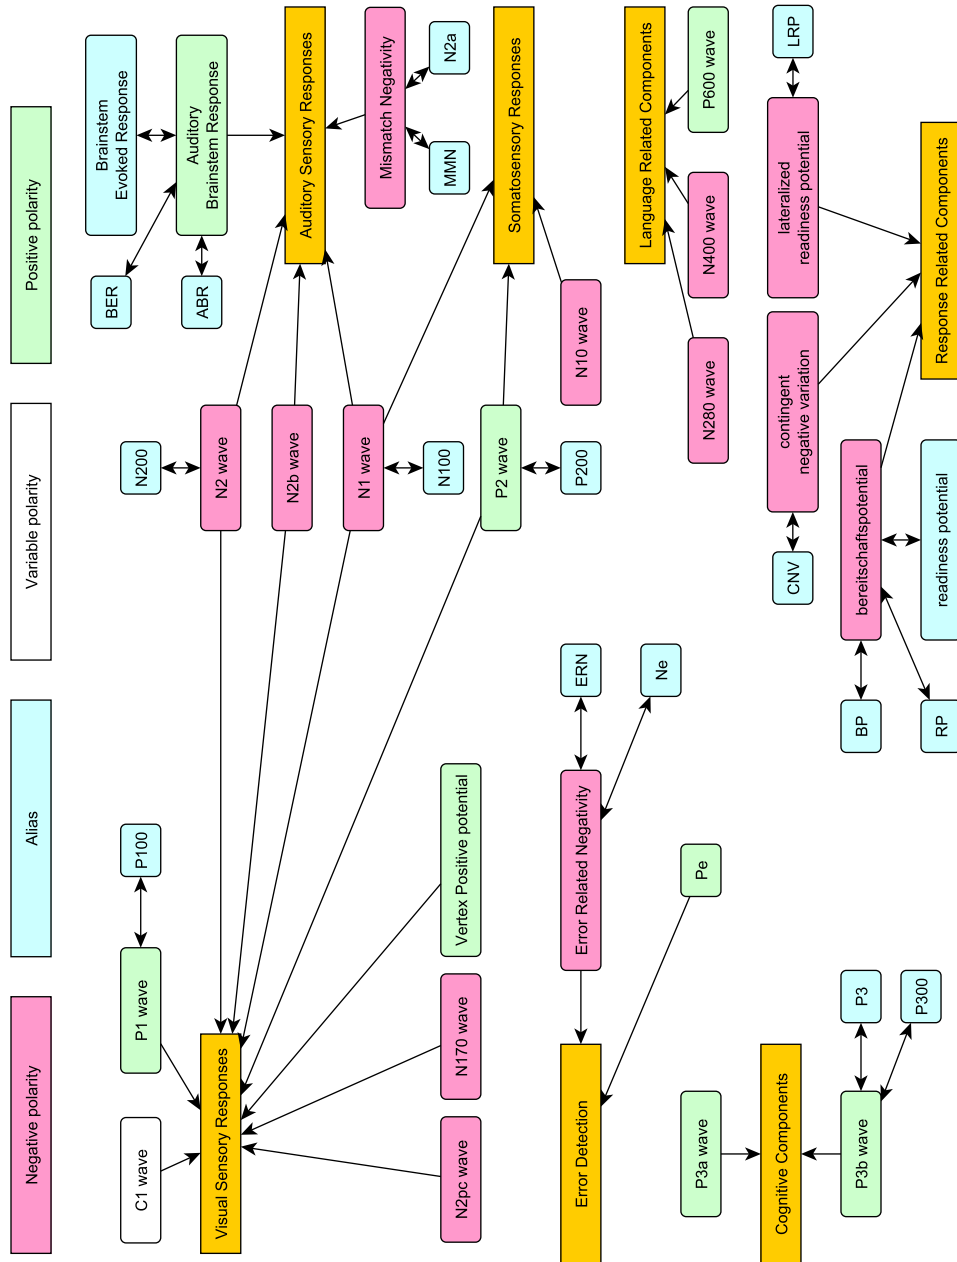 Negative polarity
Alias
Variable polarity
Positive polarity
C1 wave
P1 wave
P100
N200
BER
ABR
Brainstem
Evoked Response
Auditory
Brainstem Response
Visual Sensory Responses
N2 wave
N2b wave
N1 wave
N100
Auditory Sensory Responses
Mismatch Negativity
MMN
N2a
N2pc wave
N170 wave
Vertex Positive potential
P2 wave
P200
N10 wave
Somatosensory Responses
Error Detection
Error Related Negativity
ERN
Ne
Pe
N280 wave
N400 wave
P600 wave
Language Related Components
P3a wave
Cognitive Components
P3b wave
P3
P300
CNV
contingent
negative variation
lateralized
readiness potential
LRP
BP
RP
bereitschaftspotential
readiness potential
Response Related Components